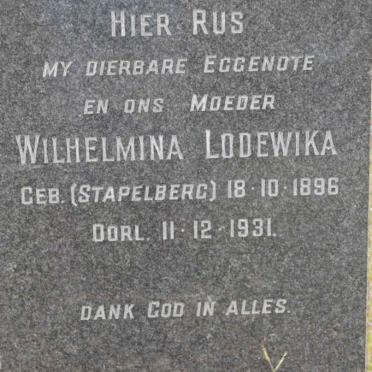 HIER RUS
MY DIERBARE EGGENOTE
EN ONS MOEDER
WILHELMINA LODEWIKA
GEB. (STAPELBERG) 18·10·1896
OORL. 11·12·1931.
DANK GOD IN ALLES.